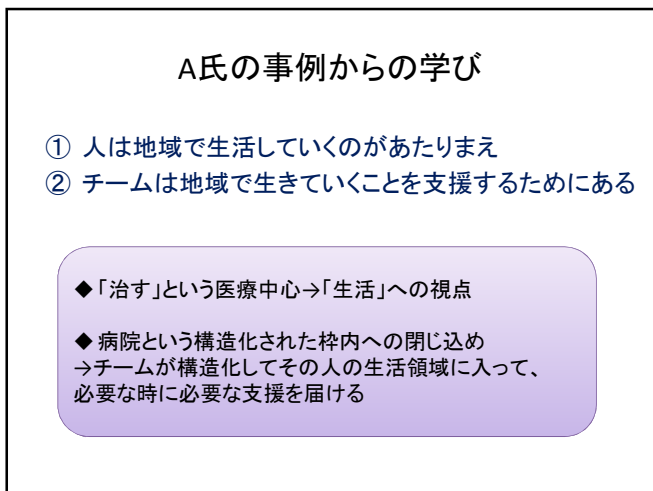 A氏の事例からの学び
① 人は地域で生活していくのがあたりまえ
② チームは地域で生きていくことを支援するためにある
◆「治す」という医療中心→「生活」への視点
◆ 病院という構造化された枠内への閉じ込め
→チームが構造化してその人の生活領域に入って、
必要な時に必要な支援を届ける